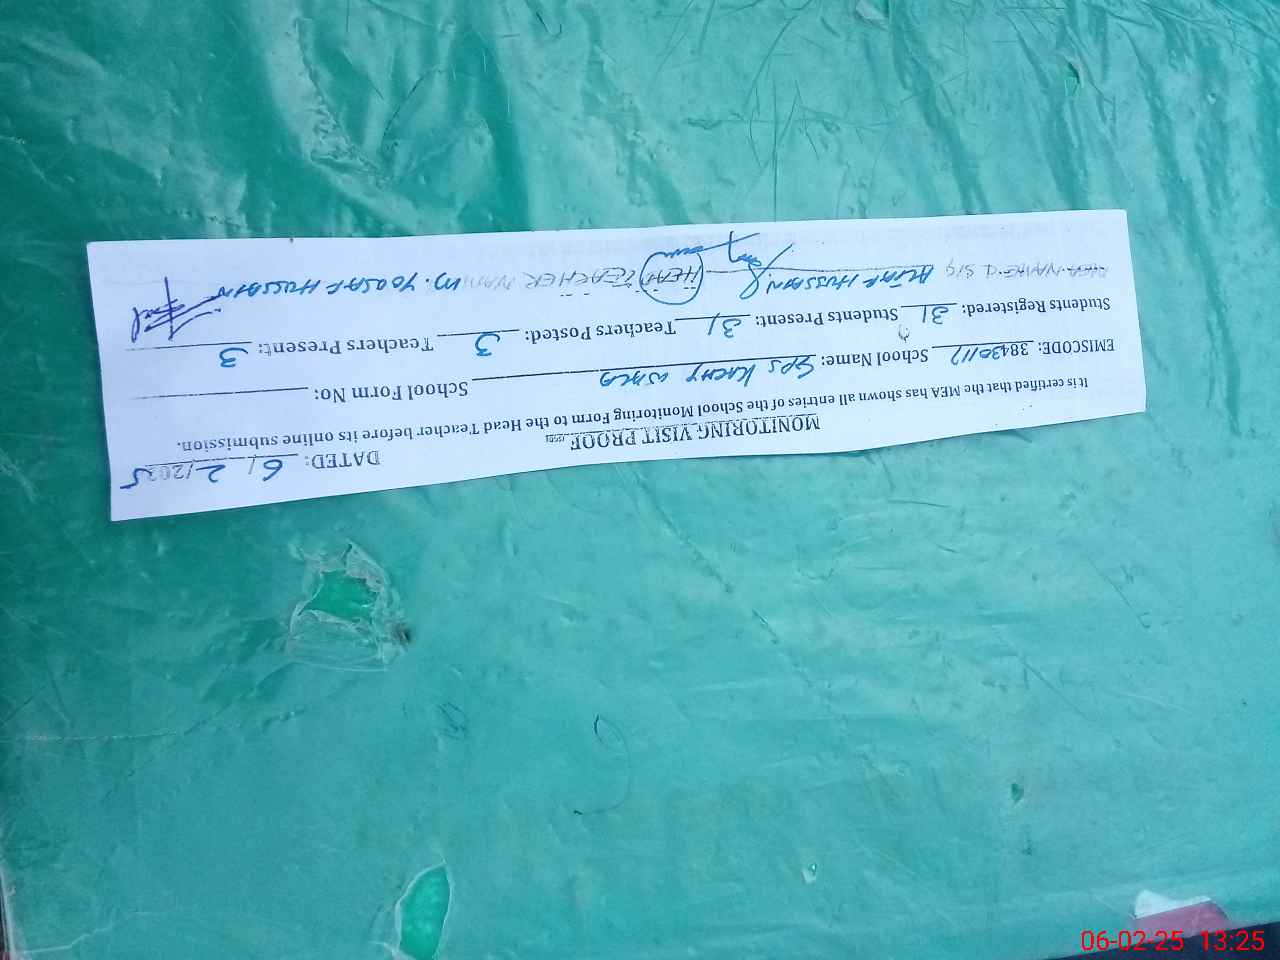 DATED: 6/2/2025
MONITORING VISIT PROOF
It is certified that the MEA has shown all entries of the School Monitoring Form to the Head Teacher before its online submission.
EMISCODE: 38430117 School Name: GPS KACHY WALA School Form No:
Students Registered: 31 Students Present: 31 Teachers Posted: 3 Teachers Present: 3
MEA NAME & Sig ALTAF HUSSAIN HEAD TEACHER NAME M. YOUSAF HUSSAIN
06-02-25 13:25